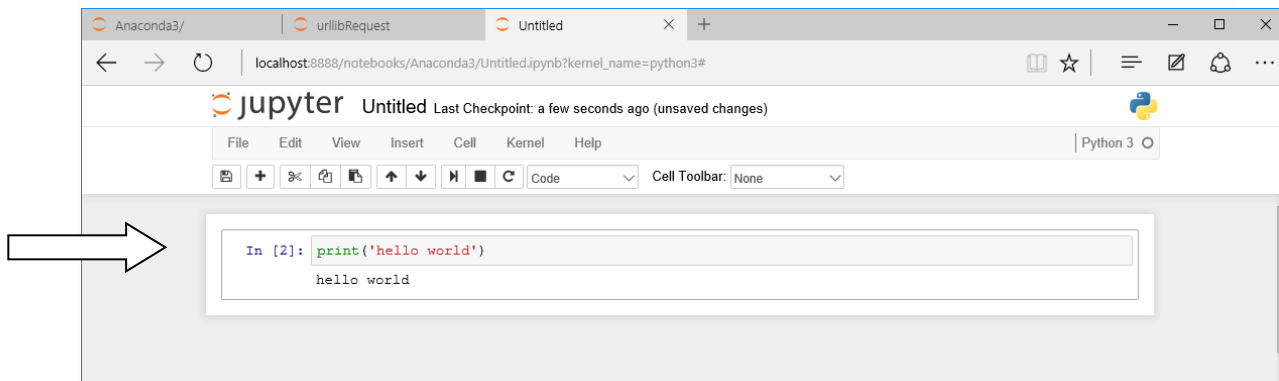 Anaconda3/ urllibRequest Untitled
localhost:8888/notebooks/Anaconda3/Untitled.ipynb?kernel_name=python3#
jupyter Untitled Last Checkpoint: a few seconds ago (unsaved changes)
File Edit View Insert Cell Kernel Help Python 3
Code Cell Toolbar: None
In [2]: print('hello world')
hello world